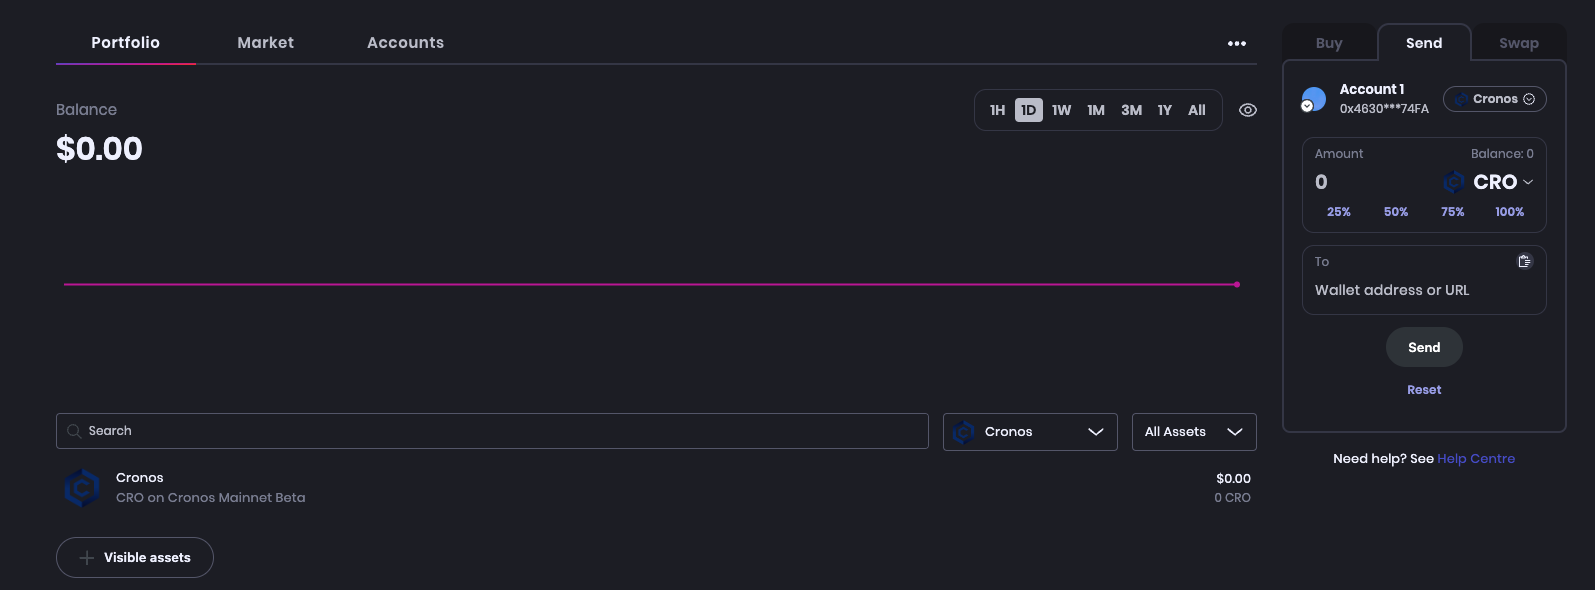 Portfolio Market Accounts
Balance
$0.00
1H 1D 1W 1M 3M 1Y All
Search
Cronos
All Assets
Cronos
CRO on Cronos Mainnet Beta
$0.00
0 CRO
Visible assets
Buy Send Swap
Account 1
0x4630***74FA
Cronos
Amount Balance: 0
0 CRO
25% 50% 75% 100%
To
Wallet address or URL
Send
Reset
Need help? See Help Centre